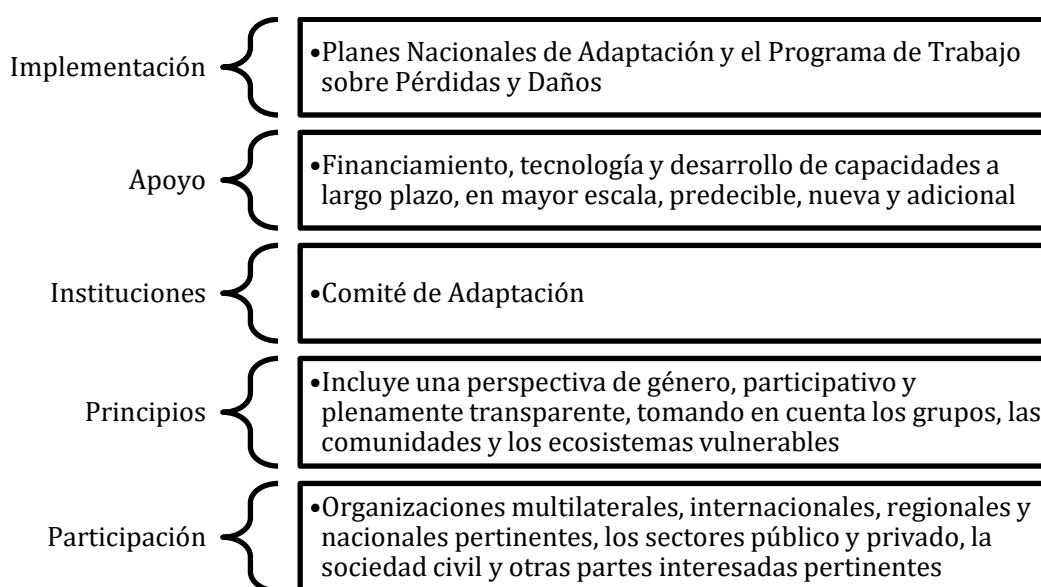 Implementación
•Planes Nacionales de Adaptación y el Programa de Trabajo
sobre Pérdidas y Daños
Apoyo
•Financiamiento, tecnología y desarrollo de capacidades a
largo plazo, en mayor escala, predecible, nueva y adicional
Instituciones
•Comité de Adaptación
Principios
•Incluye una perspectiva de género, participativo y
plenamente transparente, tomando en cuenta los grupos, las
comunidades y los ecosistemas vulnerables
Participación
•Organizaciones multilaterales, internacionales, regionales y
nacionales pertinentes, los sectores público y privado, la
sociedad civil y otras partes interesadas pertinentes